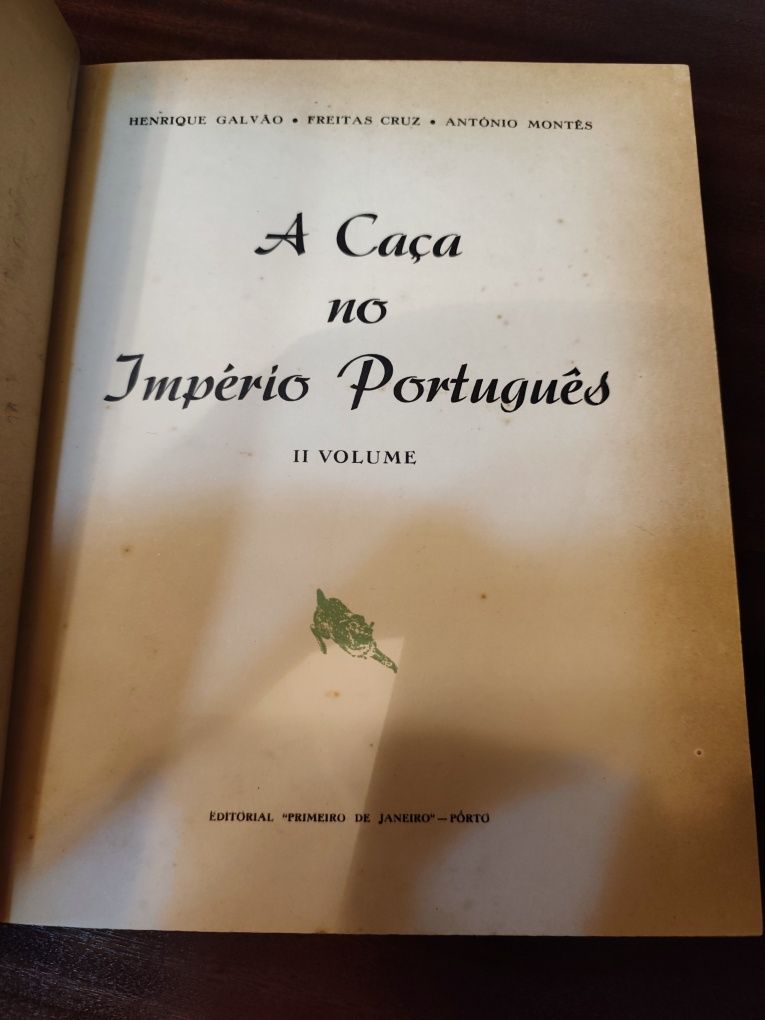 HENRIQUE GALVÃO • FREITAS CRUZ • ANTÓNIO MONTÊS
A Caça
no
Império Português
II VOLUME
EDITORIAL "PRIMEIRO DE JANEIRO" — PÔRTO